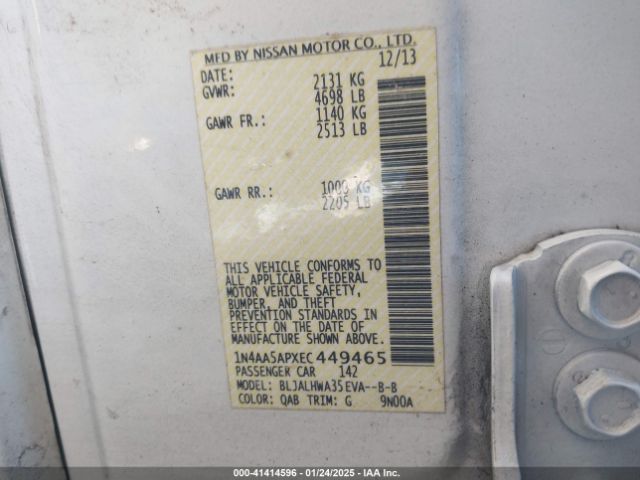 MFD BY NISSAN MOTOR CO., LTD.
DATE: 12/13
GVWR: 2131 KG
4698 LB
GAWR FR.: 1140 KG
2513 LB
GAWR RR.: 1000 KG
2205 LB
THIS VEHICLE CONFORMS TO
ALL APPLICABLE FEDERAL
MOTOR VEHICLE SAFETY,
BUMPER, AND THEFT
PREVENTION STANDARDS IN
EFFECT ON THE DATE OF
MANUFACTURE SHOWN ABOVE.
1N4AA5APXEC449465
PASSENGER CAR 142
MODEL: BLJALHWA35EVA--B-B
COLOR: QAB TRIM: G 9N00A
000-41414596 - 01/24/2025 - IAA Inc.